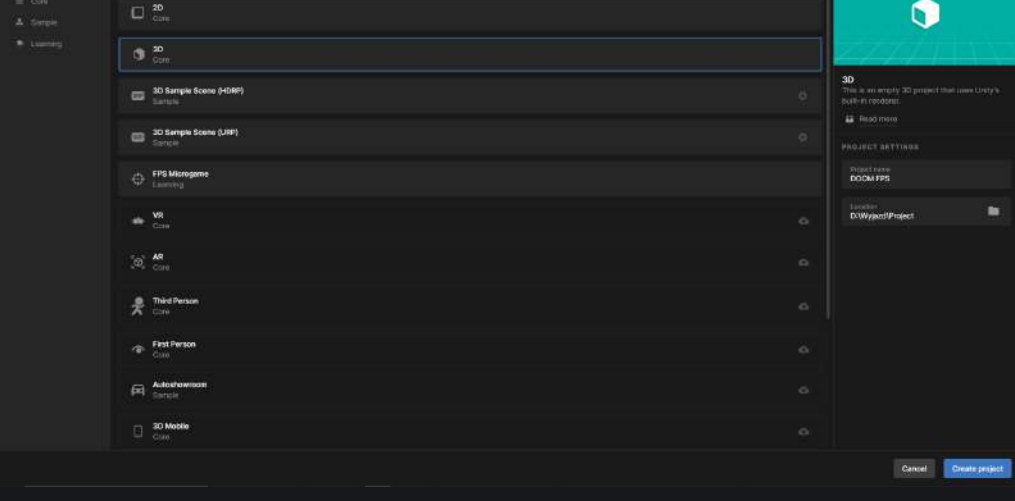 Core
Sample
Learning
2D
Core
3D
Core
3D Sample Scene (HDRP)
Sample
3D Sample Scene (URP)
Sample
FPS Microgame
Learning
VR
Core
AR
Core
Third Person
Core
First Person
Core
Autoshowroom
Sample
3D Mobile
Core
3D
This is an empty 3D project that uses Unity's
built-in renderer.
Read more
PROJECT SETTINGS
Project name
DOOM FPS
Location
D:\Wyjazd\Project
Cancel
Create project